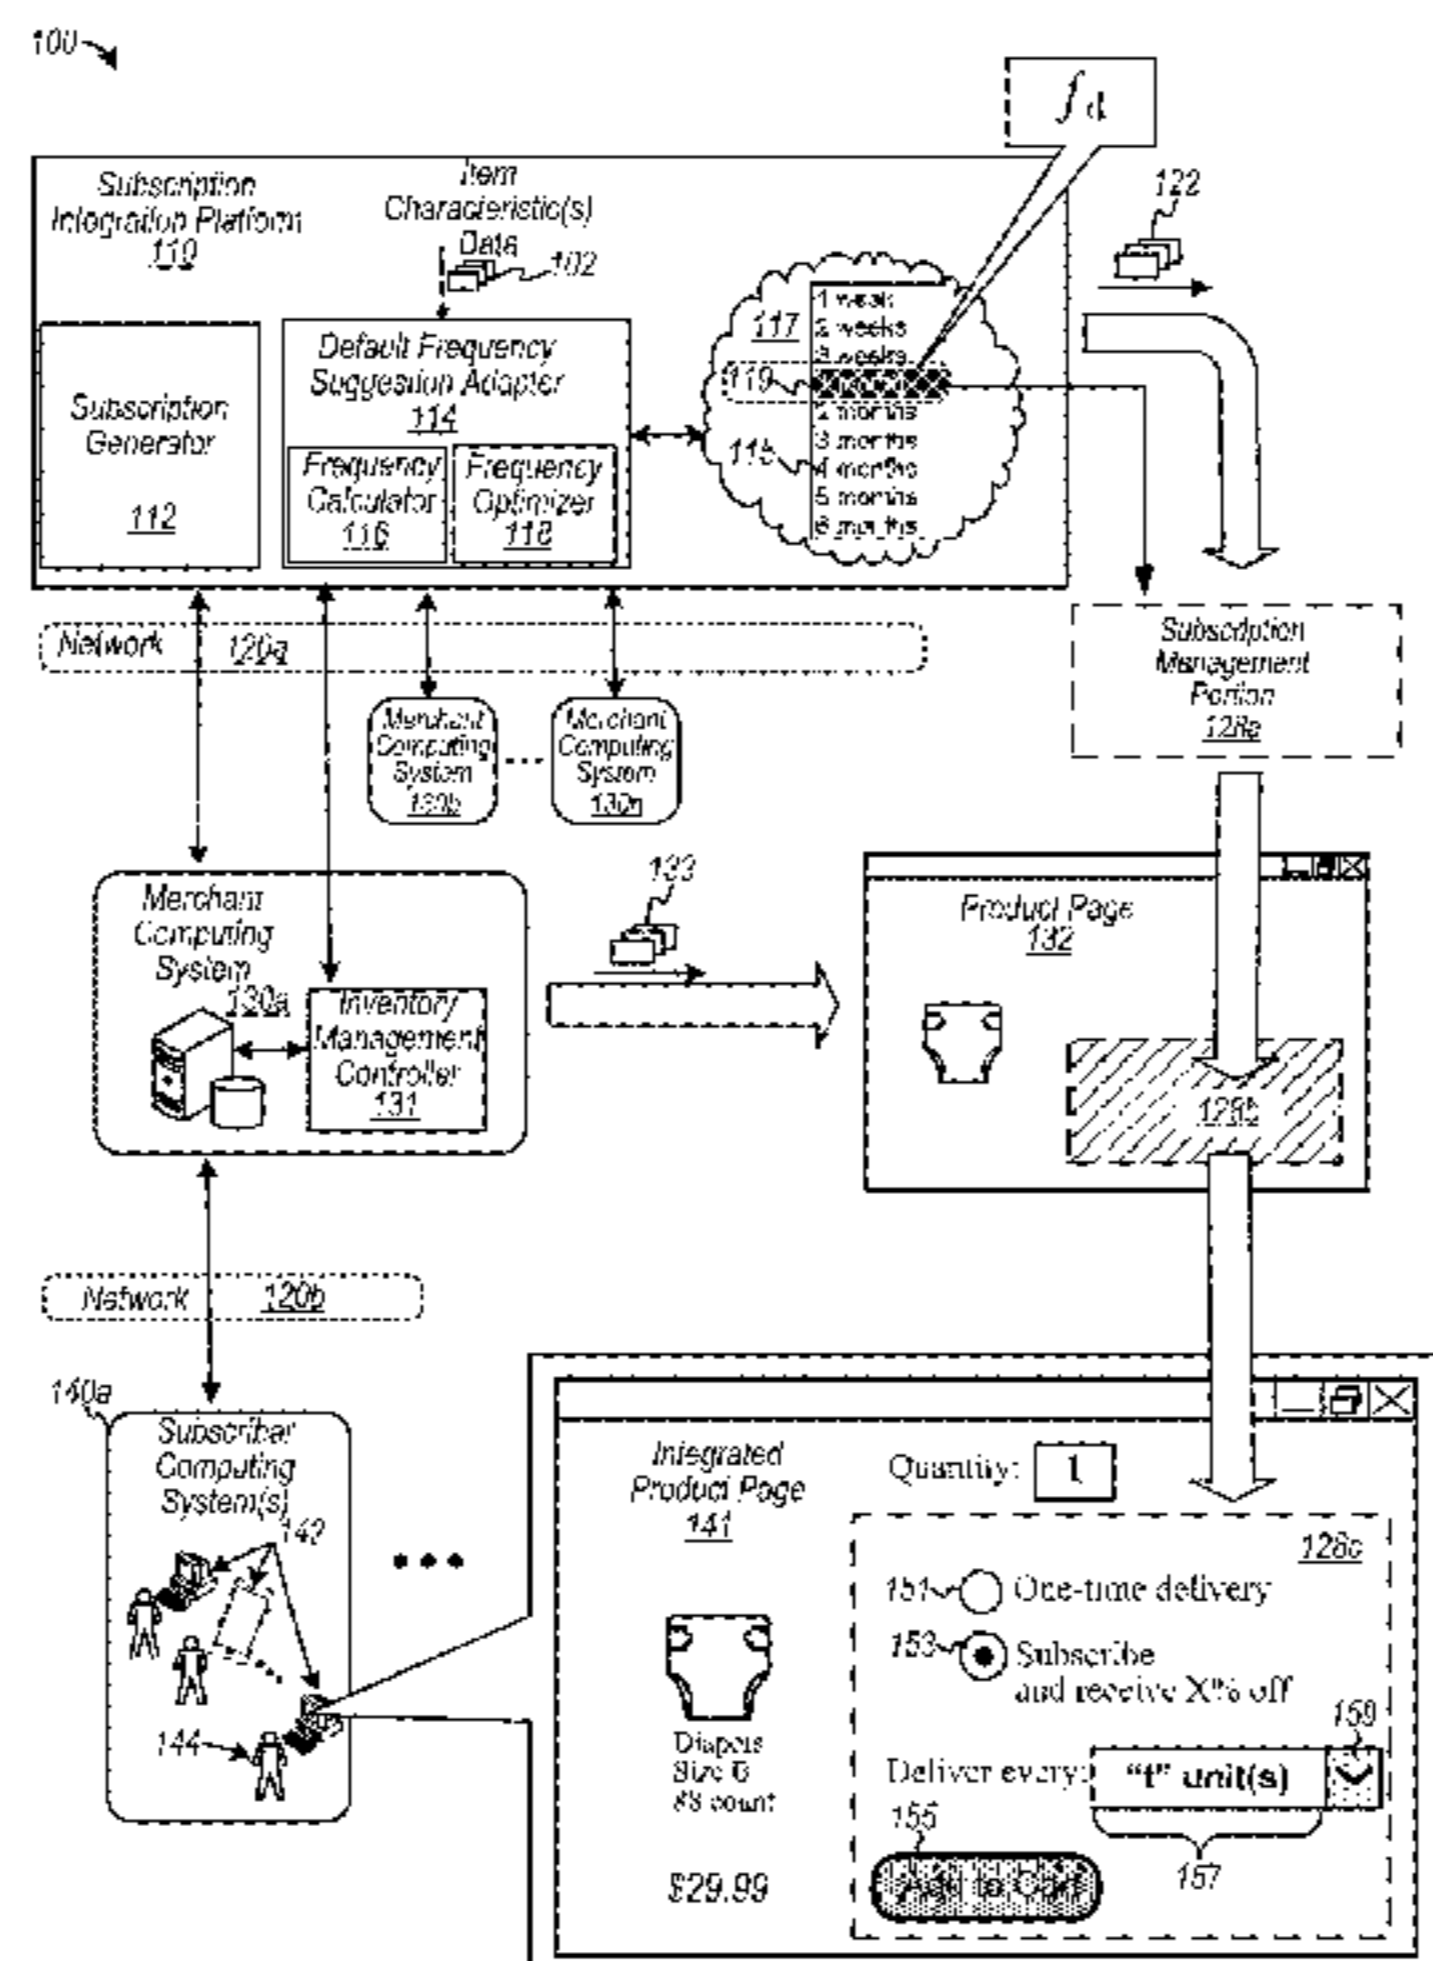 100
∫d
Subscription
Integration Platform
110
Item
Characteristic(s)
Data
102
122
Subscription
Generator
112
Default Frequency
Suggestion Adapter
114
Frequency
Calculator
116
Frequency
Optimizer
118
117
119
115
1 week
2 weeks
3 weeks
2 months
3 months
4 months
5 months
6 months
Network 120a
Subscription
Management
Portion
128a
Merchant
Computing
System
130b
...
Merchant
Computing
System
130n
Merchant
Computing
System
130a
Inventory
Management
Controller
131
133
Product Page
132
128b
Network 120b
140a
Subscriber
Computing
System(s)
142
144
Integrated
Product Page
141
Quantity: 1
128c
151
One-time delivery
153
Subscribe
and receive X% off
Diapers
Size 6
88 count
$29.99
Deliver every: "t" unit(s)
159
155
157
Add to Cart